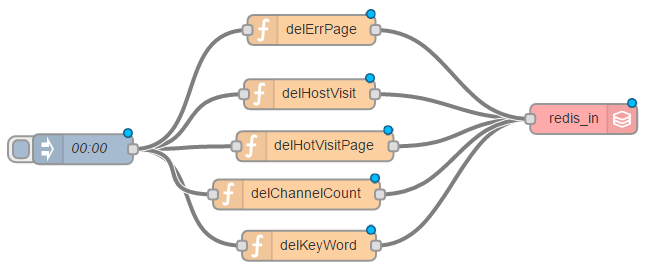 delErrPage
delHostVisit
redis_in
00:00
delHotVisitPage
delChannelCount
delKeyWord